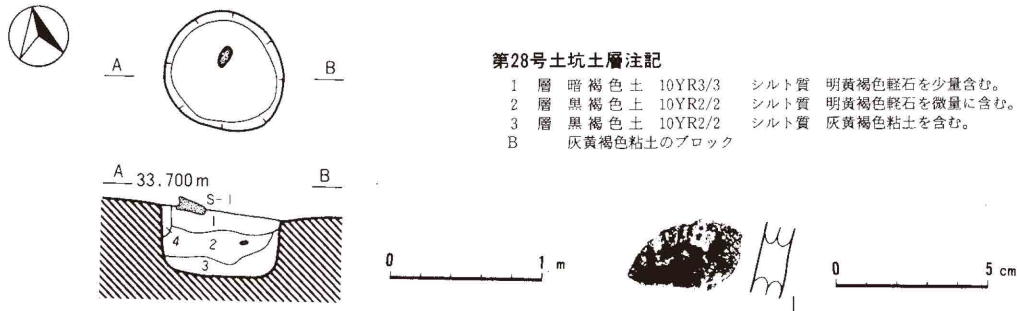 A B
第28号土坑土層注記
1 層 暗褐色土 10YR3/3 シルト質 明黄褐色軽石を少量含む。
2 層 黒褐色土 10YR2/2 シルト質 明黄褐色軽石を微量に含む。
3 層 黒褐色土 10YR2/2 シルト質 灰黄褐色粘土を含む。
B 灰黄褐色粘土のブロック
A 33.700m B
S-1
1
4 2
3
0 1 m
1
0 5 cm